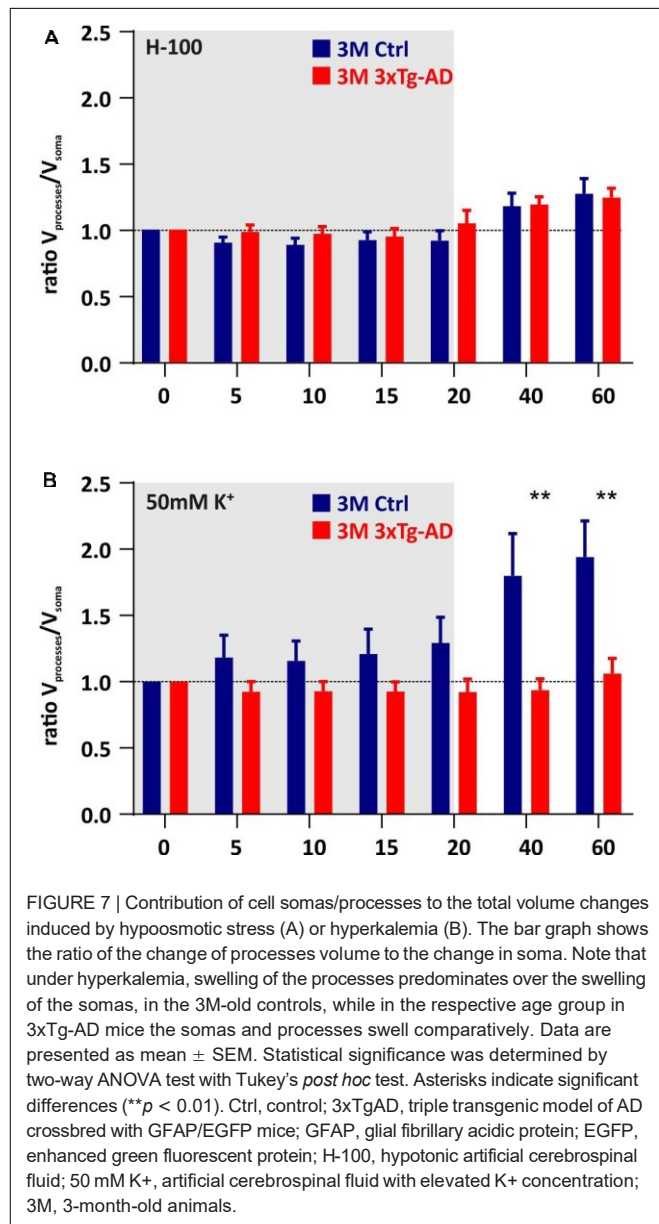 A
H-100
3M Ctrl
3M 3xTg-AD
ratio Vprocesses/Vsoma
2.5
2.0
1.5
1.0
0.5
0.0
0 5 10 15 20 40 60
B
50mM K+
3M Ctrl
3M 3xTg-AD
** **
ratio Vprocesses/Vsoma
2.5
2.0
1.5
1.0
0.5
0.0
0 5 10 15 20 40 60
FIGURE 7 | Contribution of cell somas/processes to the total volume changes
induced by hypoosmotic stress (A) or hyperkalemia (B). The bar graph shows
the ratio of the change of processes volume to the change in soma. Note that
under hyperkalemia, swelling of the processes predominates over the swelling
of the somas, in the 3M-old controls, while in the respective age group in
3xTg-AD mice the somas and processes swell comparatively. Data are
presented as mean ± SEM. Statistical significance was determined by
two-way ANOVA test with Tukey's post hoc test. Asterisks indicate significant
differences (**p < 0.01). Ctrl, control; 3xTgAD, triple transgenic model of AD
crossbred with GFAP/EGFP mice; GFAP, glial fibrillary acidic protein; EGFP,
enhanced green fluorescent protein; H-100, hypotonic artificial cerebrospinal
fluid; 50 mM K+, artificial cerebrospinal fluid with elevated K+ concentration;
3M, 3-month-old animals.